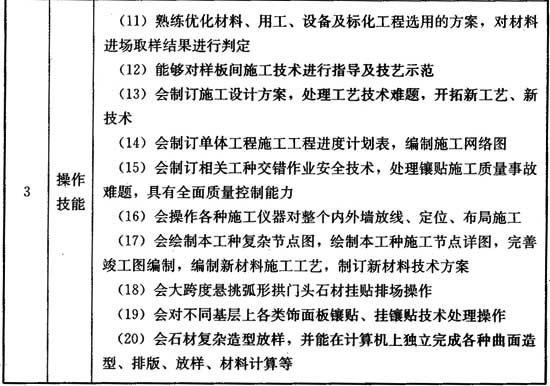 (11) 熟练优化材料、用工、设备及标化工程选用的方案，对材料
进场取样结果进行判定
(12) 能够对样板间施工技术进行指导及技艺示范
(13) 会制订施工设计方案，处理工艺技术难题，开拓新工艺、新
技术
(14) 会制订单体工程施工工程进度计划表，编制施工网络图
(15) 会制订相关工种交错作业安全技术，处理镶贴施工质量事故
难题，具有全面质量控制能力
3
操作
技能
(16) 会操作各种施工仪器对整个内外墙放线、定位、布局施工
(17) 会绘制本工种复杂节点图，绘制本工种施工节点详图，完善
竣工图编制，编制新材料施工工艺，制订新材料技术方案
(18) 会大跨度悬挑弧形拱门头石材挂贴排场操作
(19) 会对不同基层上各类饰面板镶贴、挂镶贴技术处理操作
(20) 会石材复杂造型放样，并能在计算机上独立完成各种曲面造
型、排版、放样、材料计算等